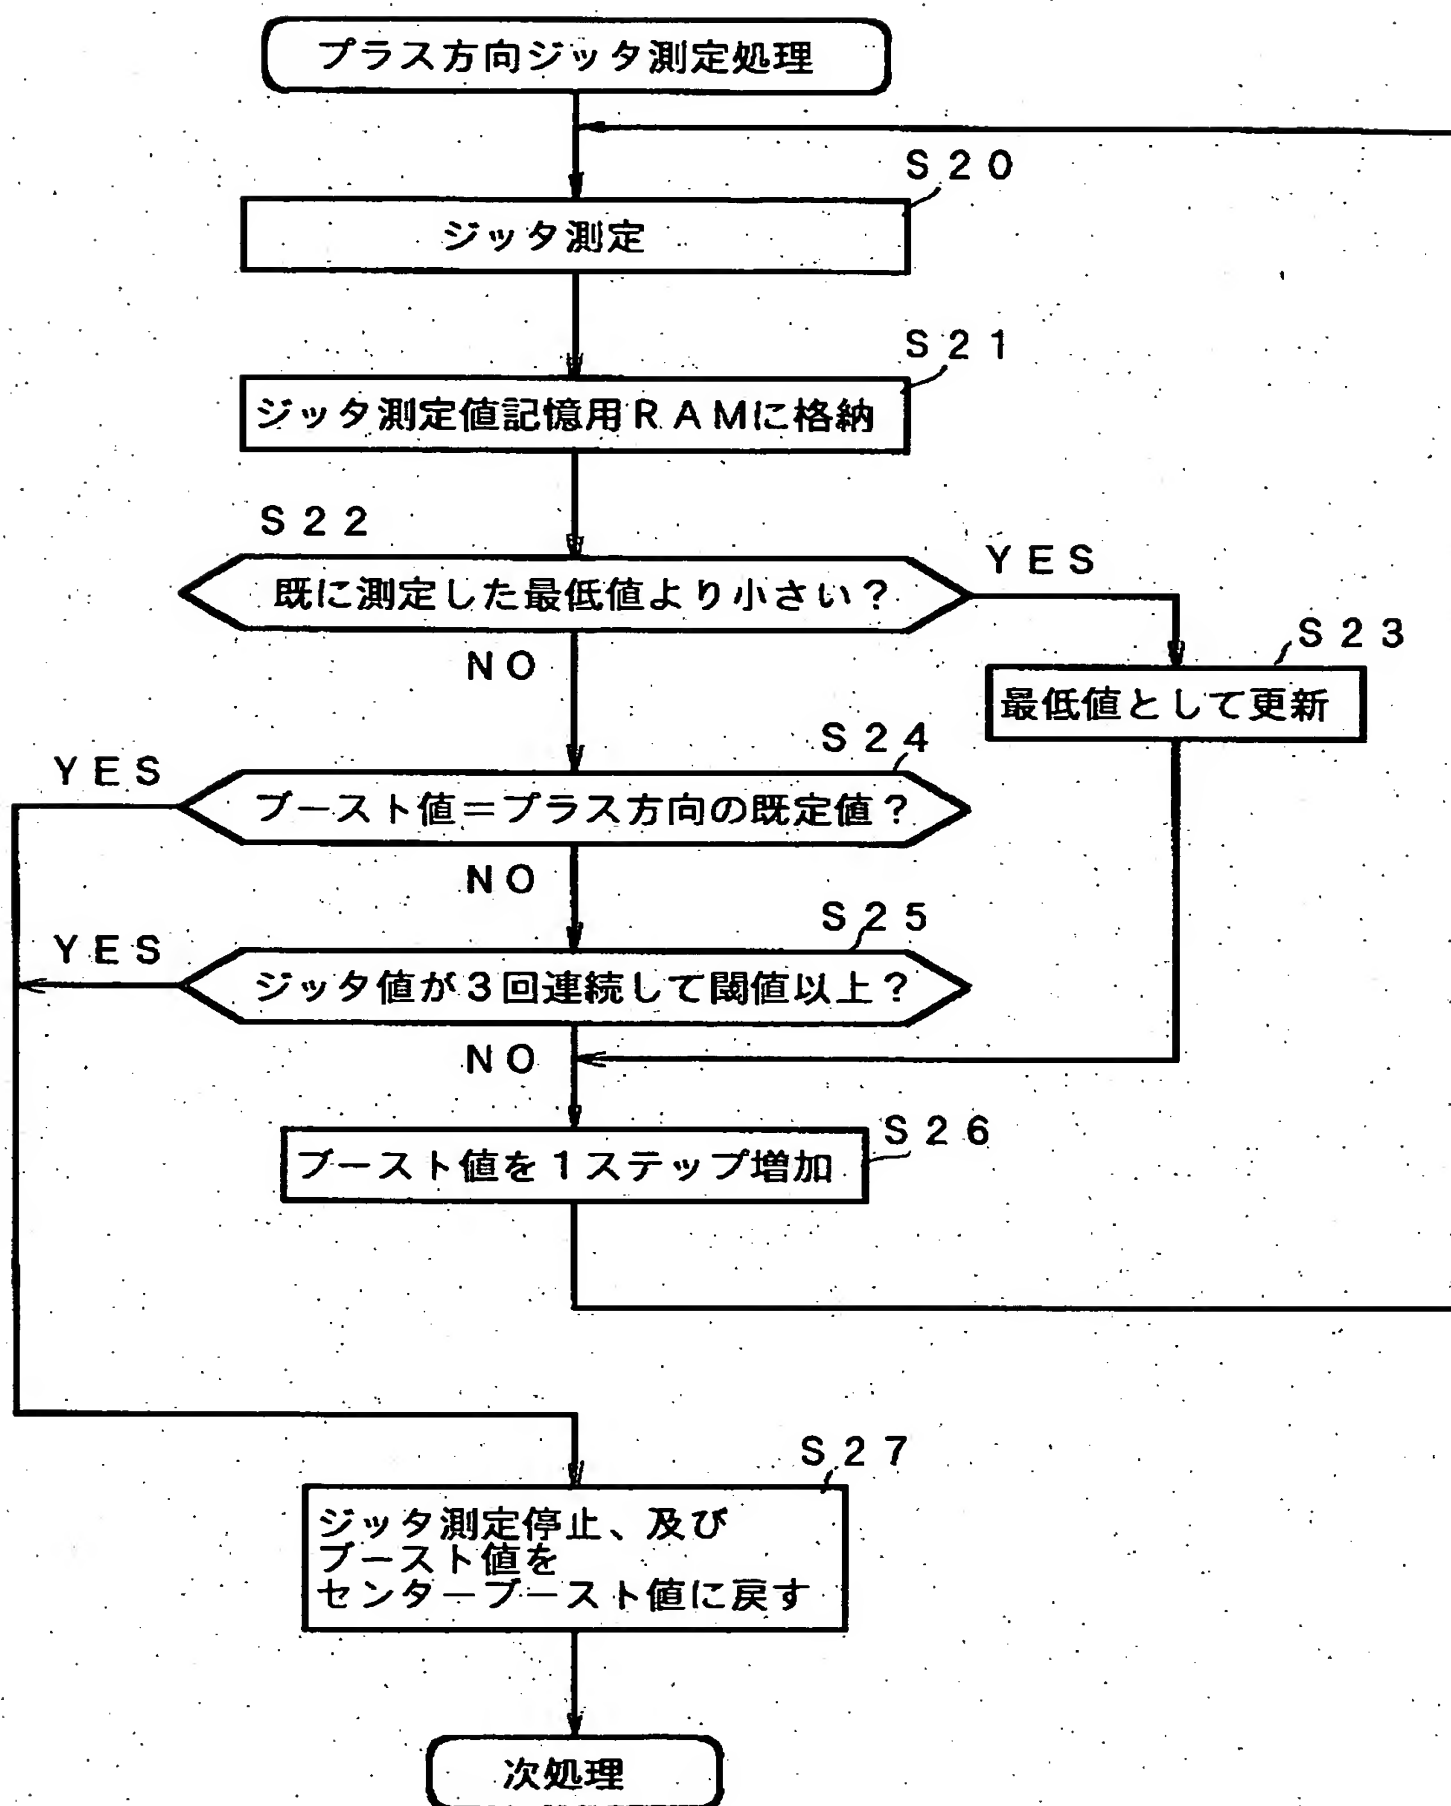 プラス方向ジッタ測定処理
S20
ジッタ測定
S21
ジッタ測定値記憶用RAMに格納
S22
既に測定した最低値より小さい？
YES
NO
S23
最低値として更新
S24
YES
ブースト値＝プラス方向の既定値？
NO
S25
YES
ジッタ値が3回連続して閾値以上？
NO
S26
ブースト値を1ステップ増加
S27
ジッタ測定停止、及び
ブースト値を
センターブースト値に戻す
次処理